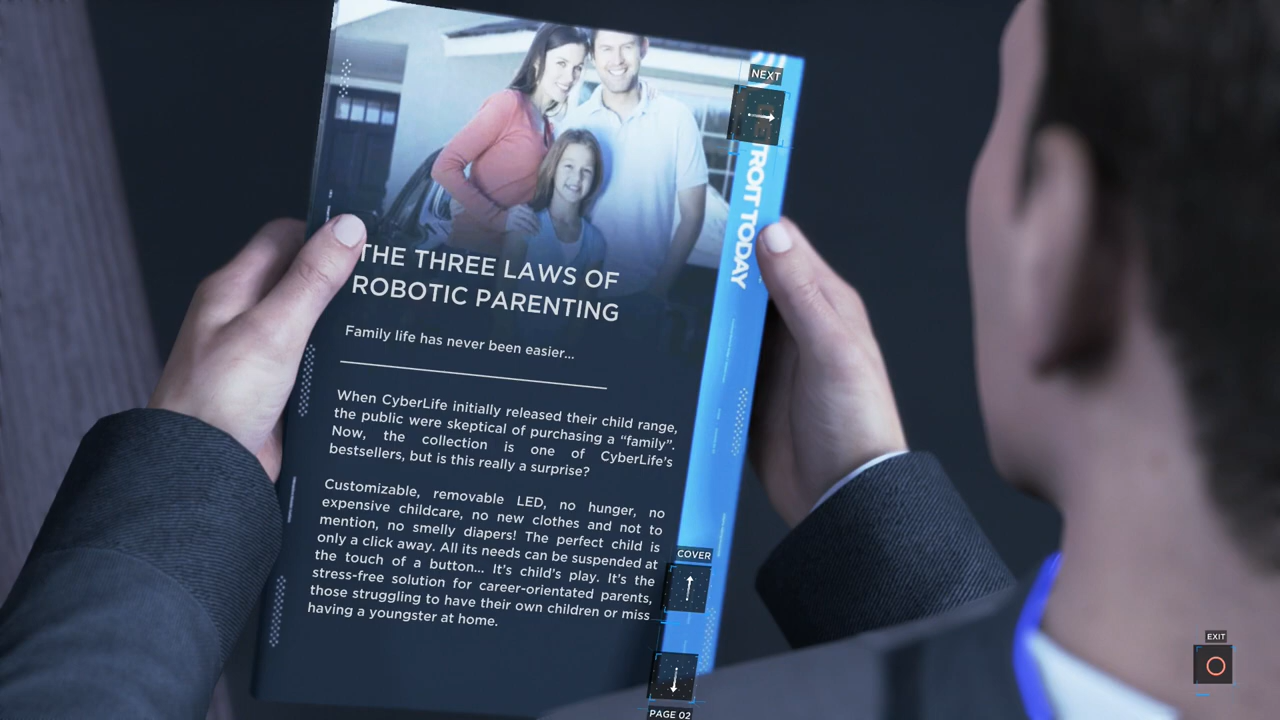 NEXT
DETROIT TODAY
THE THREE LAWS OF
ROBOTIC PARENTING
Family life has never been easier...
When CyberLife initially released their child range,
the public were skeptical of purchasing a “family”.
Now, the collection is one of CyberLife's
bestsellers, but is this really a surprise?
Customizable, removable LED, no hunger, no
expensive childcare, no new clothes and not to
mention, no smelly diapers! The perfect child is
only a click away. All its needs can be suspended at
the touch of a button... It's child's play. It's the
stress-free solution for career-orientated parents,
those struggling to have their own children or miss
having a youngster at home.
COVER
PAGE 02
EXIT